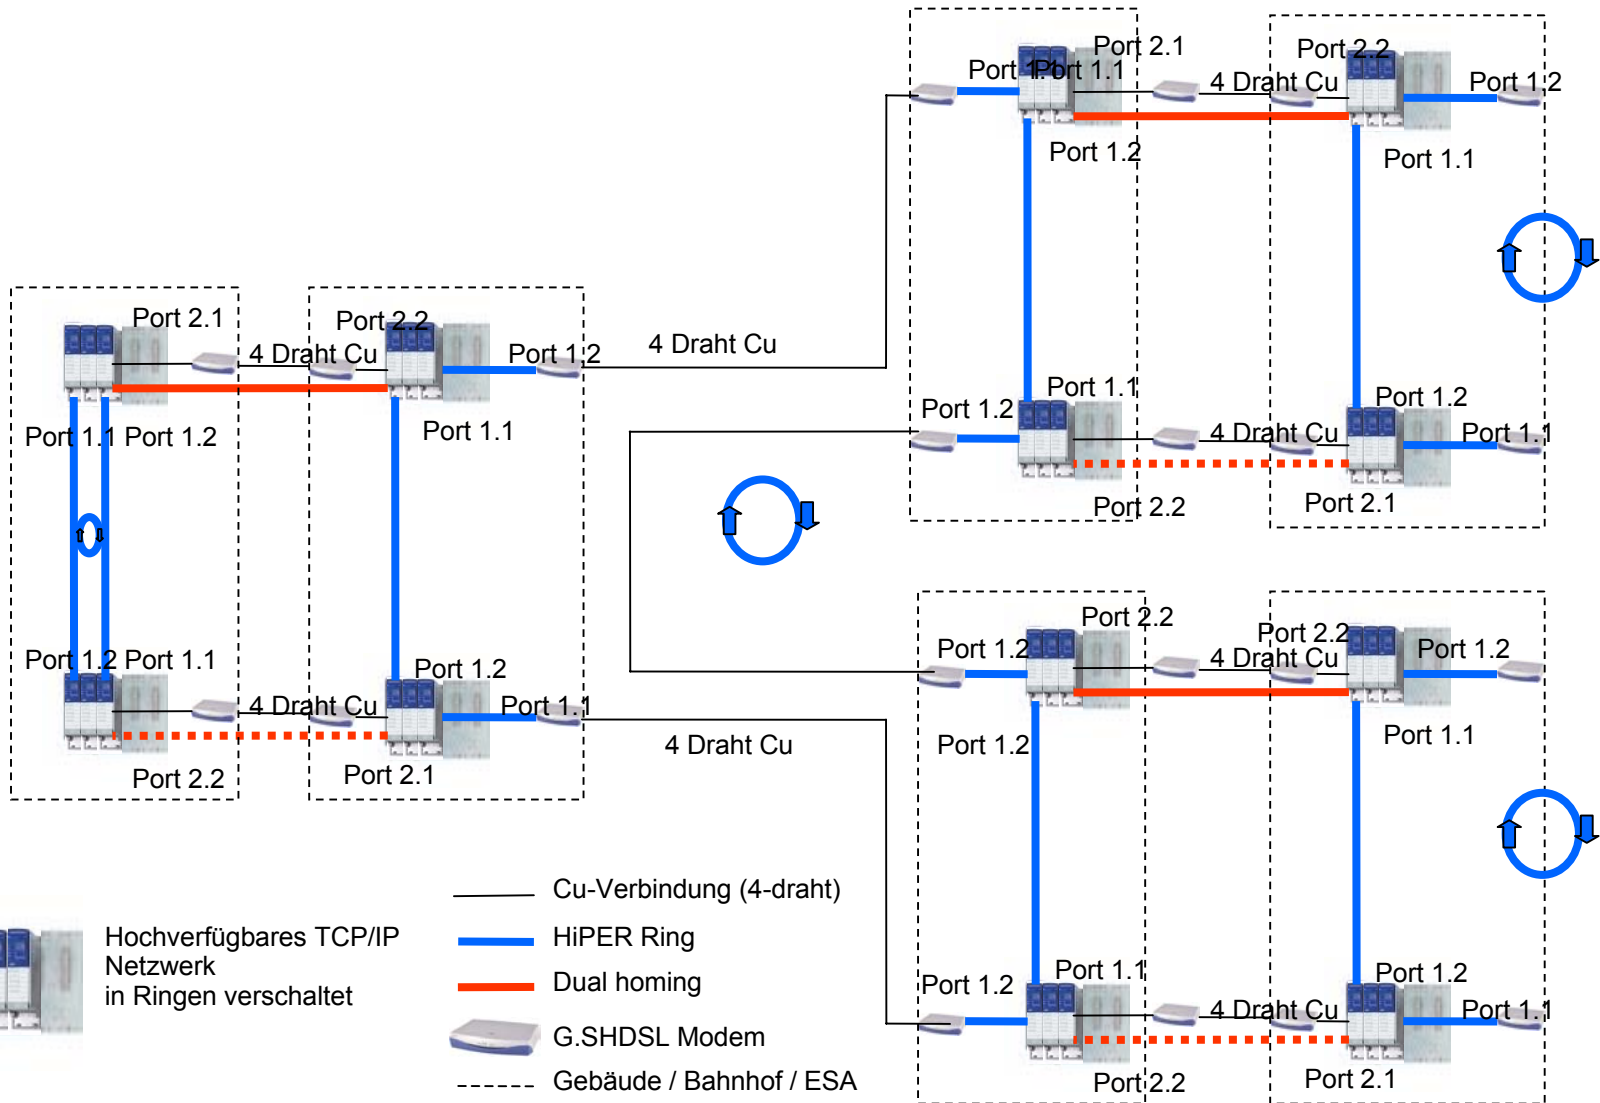 Port 2.1
Port 2.2
Port 1.1
Port 1.1
4 Draht Cu
Port 1.2
Port 1.2
Port 1.1
Port 2.1
Port 2.2
4 Draht Cu
Port 1.2
4 Draht Cu
Port 1.1
Port 1.2
Port 1.1
Port 1.2
Port 1.1
Port 1.2
4 Draht Cu
Port 1.1
Port 2.2
Port 2.1
Port 1.2
Port 1.1
Port 1.2
4 Draht Cu
Port 1.1
4 Draht Cu
Port 2.2
Port 2.1
Port 2.2
Port 2.2
Port 1.2
4 Draht Cu
Port 1.2
Port 1.2
Port 1.1
Port 1.2
Port 1.1
Port 1.2
4 Draht Cu
Port 1.1
Port 2.2
Port 2.1
Hochverfügbares TCP/IP
Netzwerk
in Ringen verschaltet
Cu-Verbindung (4-draht)
HiPER Ring
Dual homing
G.SHDSL Modem
Gebäude / Bahnhof / ESA